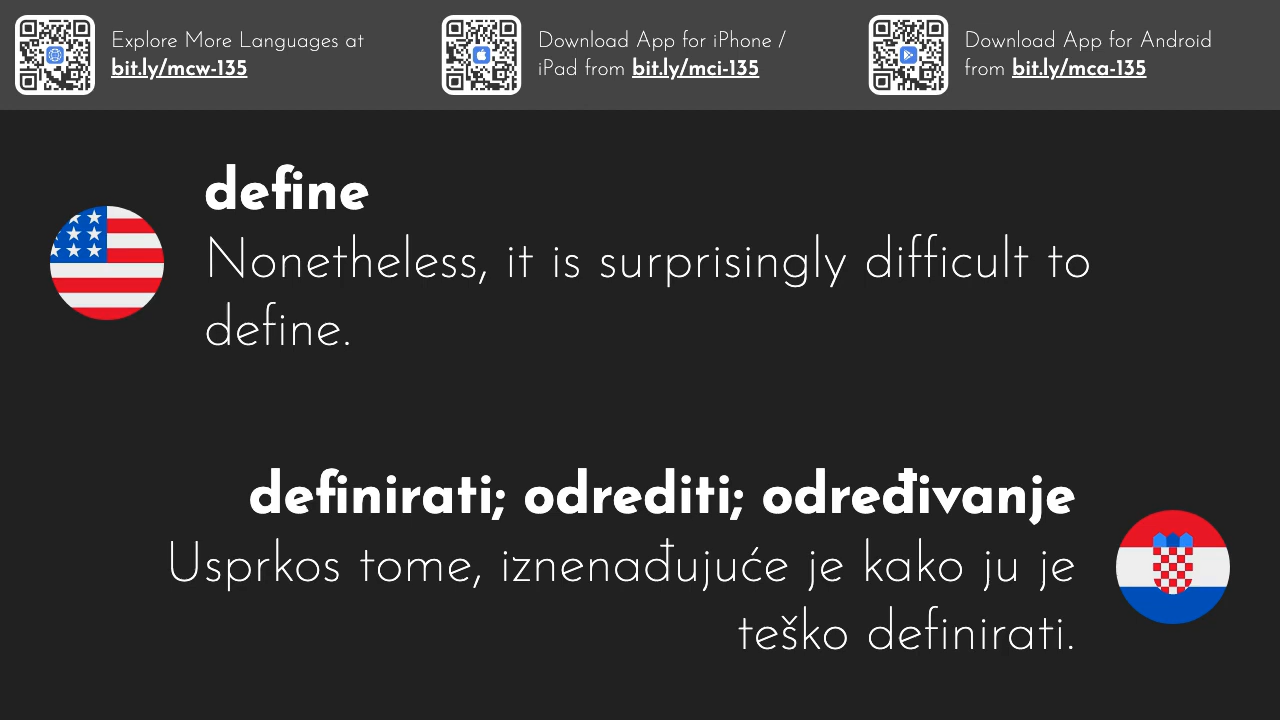 Explore More Languages at
bit.ly/mcw-135
Download App for iPhone /
iPad from bit.ly/mci-135
Download App for Android
from bit.ly/mca-135
define
Nonetheless, it is surprisingly difficult to
define.
definirati; odrediti; određivanje
Usprkos tome, iznenađujuće je kako ju je
teško definirati.